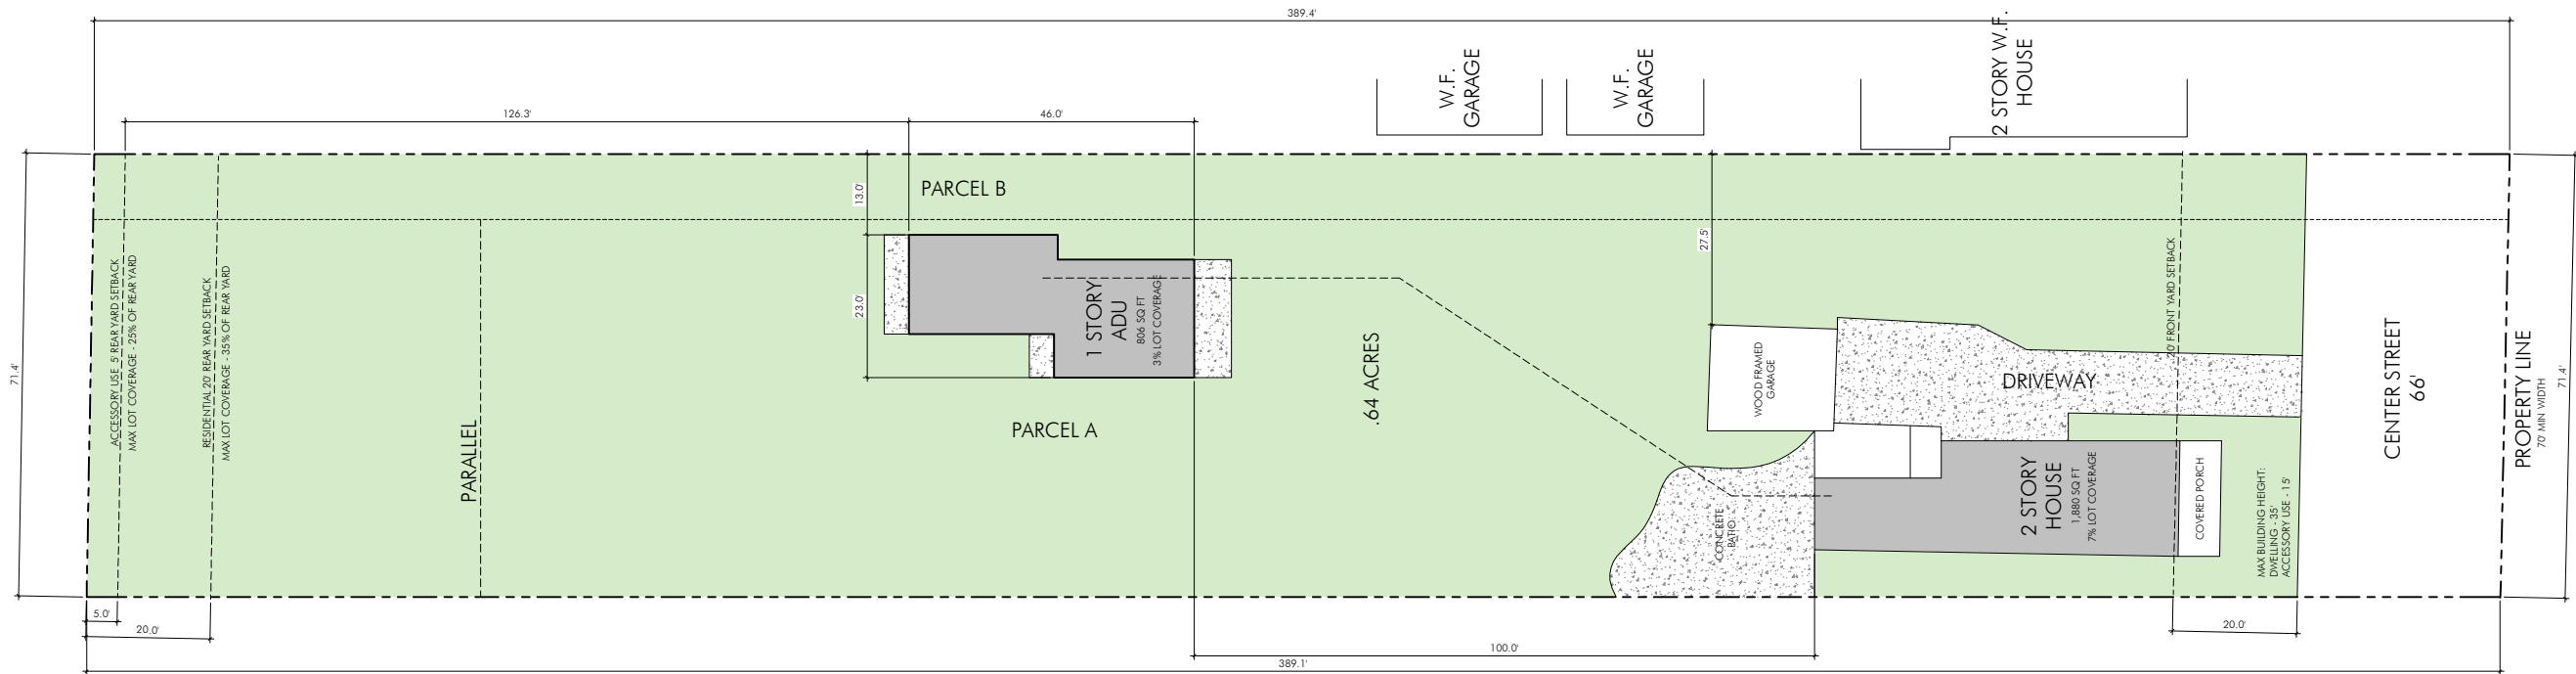 389.4'
126.3'
46.0'
W.F.
GARAGE
W.F.
GARAGE
2 STORY W.F.
HOUSE
71.4'
13.0'
23.0'
27.5'
PARCEL B
ACCESSORY USE 5' REAR YARD SETBACK
MAX LOT COVERAGE - 25% OF REAR YARD
RESIDENTIAL 20' REAR YARD SETBACK
MAX LOT COVERAGE - 35% OF REAR YARD
PARALLEL
1 STORY
ADU
806 SQ FT
3% LOT COVERAGE
PARCEL A
.64 ACRES
WOOD FRAMED
GARAGE
DRIVEWAY
20' FRONT YARD SETBACK
CONCRETE
PATIO
2 STORY
HOUSE
1,880 SQ FT
7% LOT COVERAGE
COVERED PORCH
MAX BUILDING HEIGHT:
DWELLING - 35'
ACCESSORY USE - 15'
CENTER STREET
66'
PROPERTY LINE
70' MIN WIDTH
71.4'
5.0'
20.0'
20.0'
100.0'
389.1'